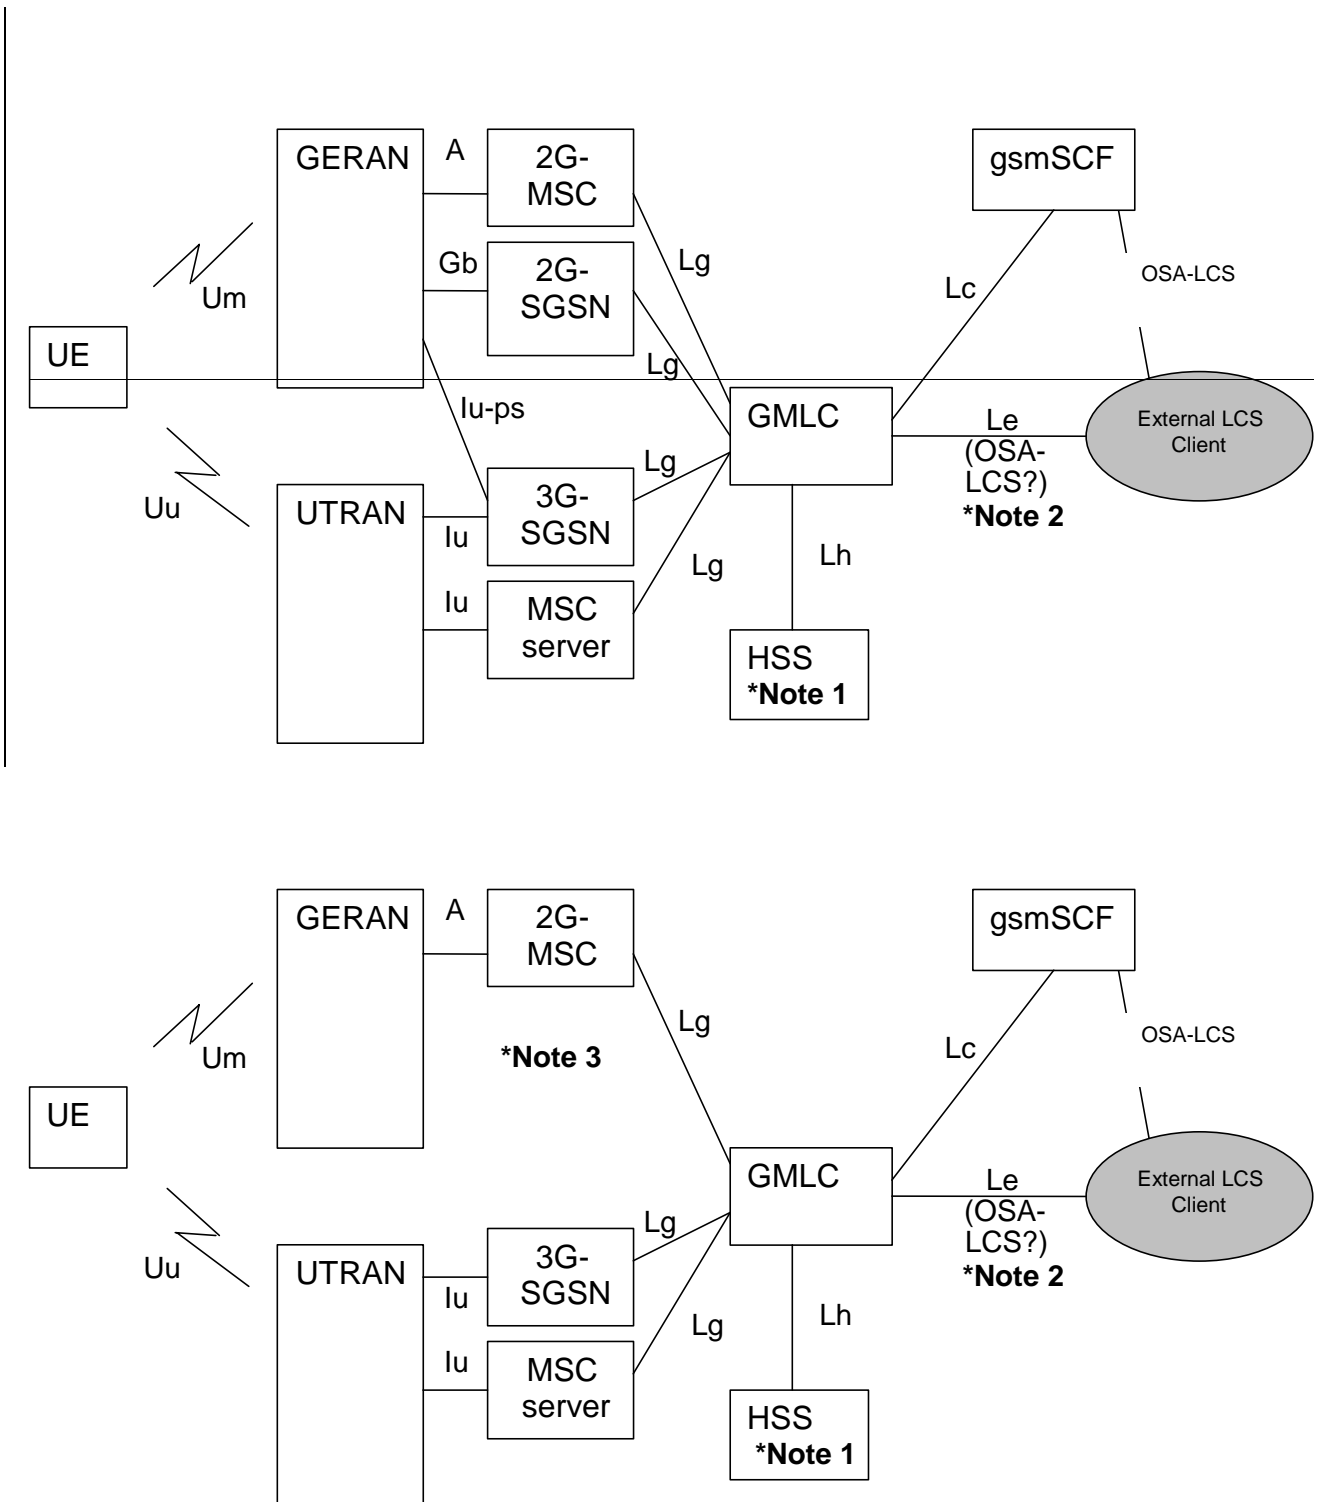 GERAN
A
2G-
MSC
gsmSCF
Um
Gb
2G-
SGSN
Lg
Lc
OSA-LCS
UE
Lg
Iu-ps
GMLC
Le
(OSA-
LCS?)
*Note 2
External LCS
Client
Uu
UTRAN
Iu
3G-
SGSN
Lg
Iu
MSC
server
Lg
Lh
HSS
*Note 1
GERAN
A
2G-
MSC
gsmSCF
Um
*Note 3
Lg
Lc
OSA-LCS
UE
GMLC
Le
(OSA-
LCS?)
*Note 2
External LCS
Client
Uu
UTRAN
Iu
3G-
SGSN
Lg
Iu
MSC
server
Lg
Lh
HSS
*Note 1